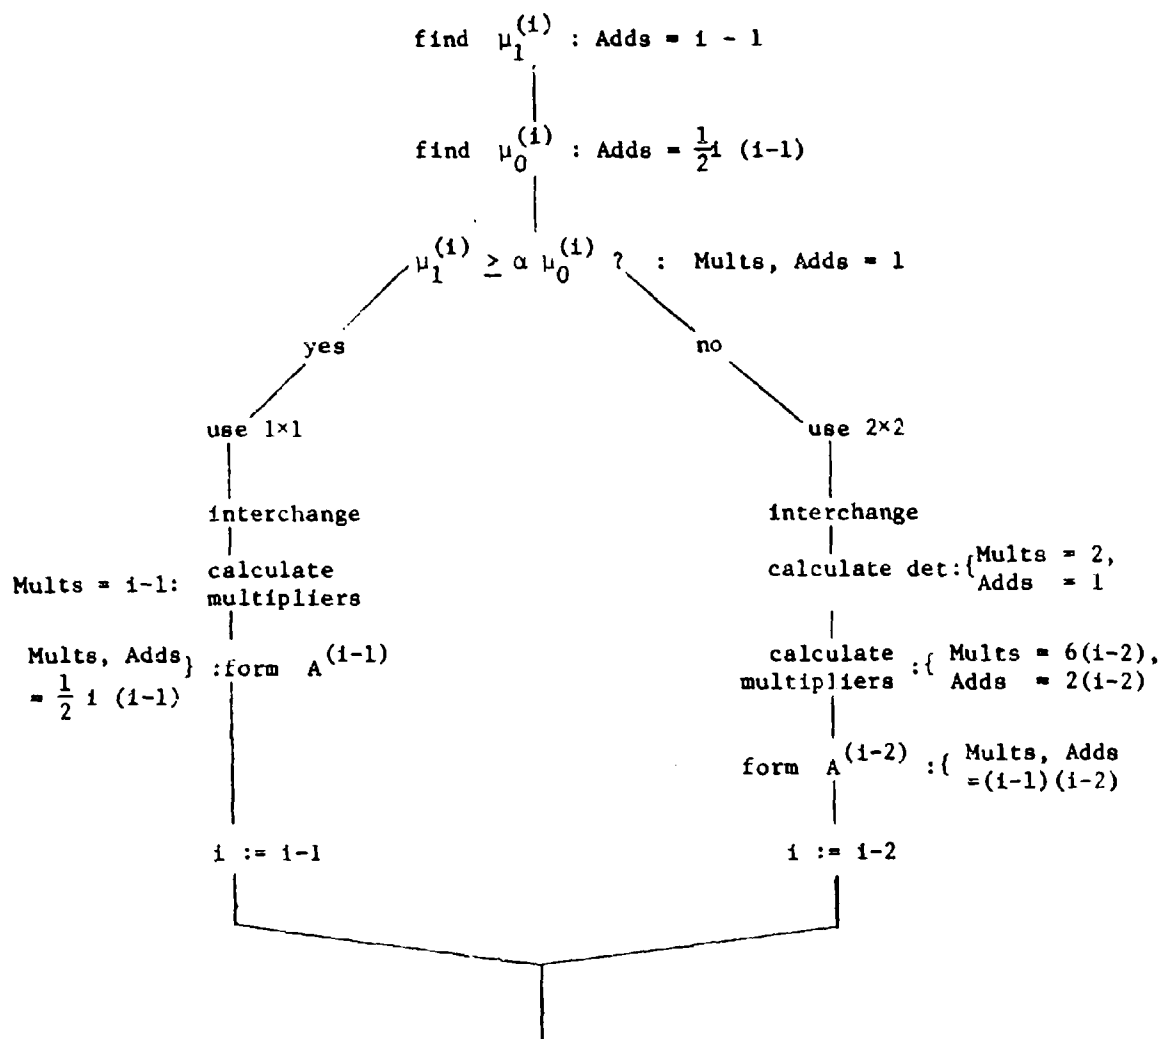 find μ₁⁽ⁱ⁾ : Adds = i - 1
find μ₀⁽ⁱ⁾ : Adds = ½i (i-1)
μ₁⁽ⁱ⁾ ≥ α μ₀⁽ⁱ⁾ ? : Mults, Adds = 1
yes
no
use 1×1
interchange
Mults = i-1: calculate
multipliers
Mults, Adds} :form A⁽ⁱ⁻¹⁾
= ½ i (i-1)
i := i-1
use 2×2
interchange
calculate det:{Mults = 2,
Adds = 1
calculate
multipliers :{ Mults = 6(i-2),
Adds = 2(i-2)
form A⁽ⁱ⁻²⁾ :{ Mults, Adds
=(i-1)(i-2)
i := i-2